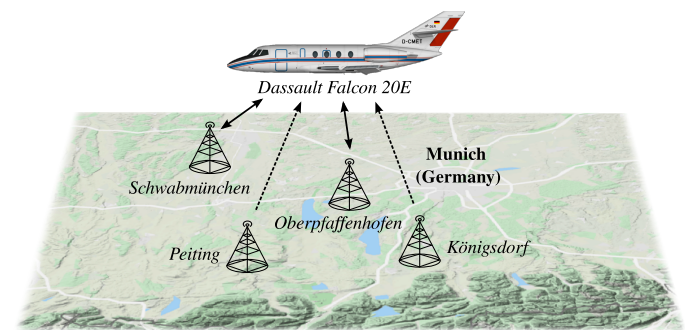 D-CMET
Dassault Falcon 20E
Schwabmünchen
Munich
(Germany)
Oberpfaffenhofen
Peiting
Königsdorf